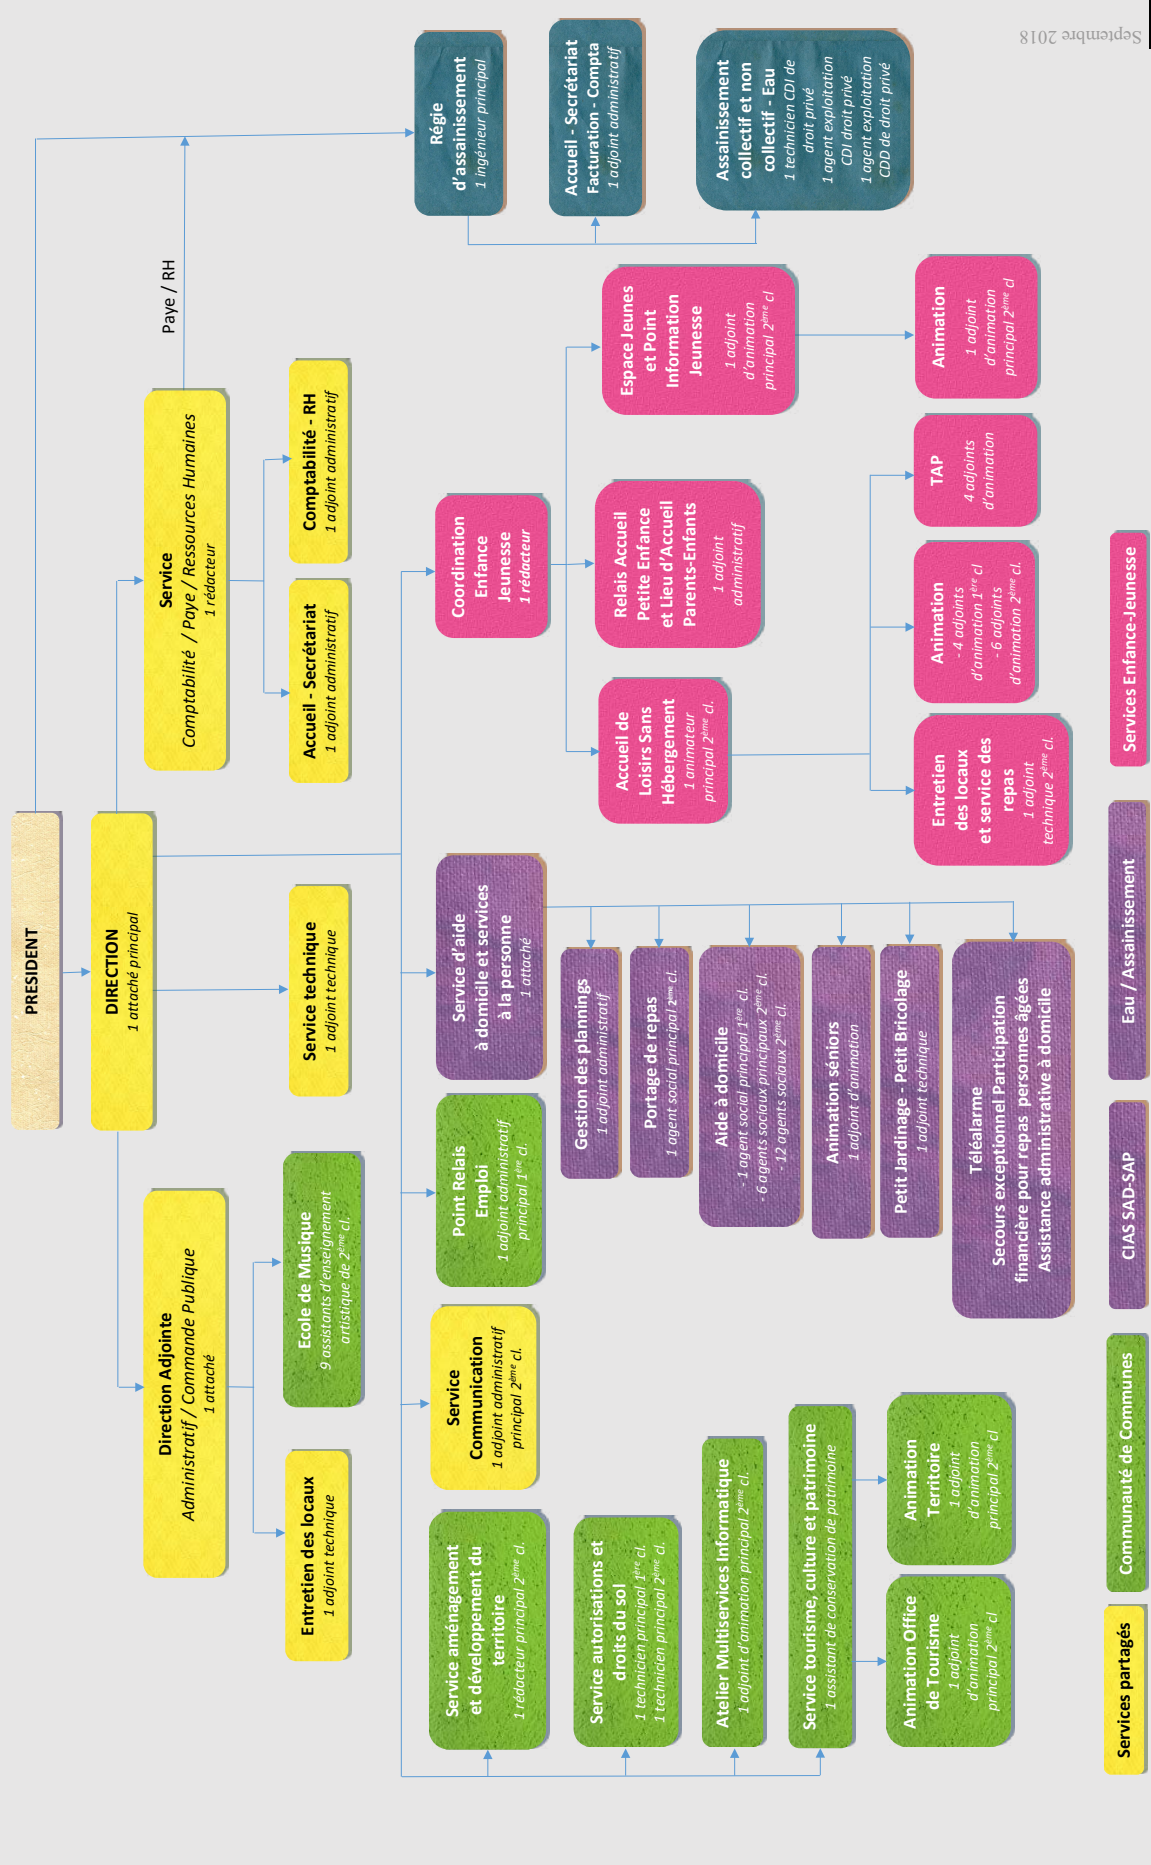 PRESIDENT
DIRECTION
1 attaché principal
Direction Adjointe
Administratif / Commande Publique
1 attaché
Service
Comptabilité / Paye / Ressources Humaines
1 rédacteur
Paye / RH
Entretien des locaux
1 adjoint technique
Ecole de Musique
9 assistants d'enseignement
artistique de 2ème cl.
Service technique
1 adjoint technique
Accueil - Secrétariat
1 adjoint administratif
Comptabilité - RH
1 adjoint administratif
Service aménagement
et développement du
territoire
1 rédacteur principal 2ème cl.
Service
Communication
1 adjoint administratif
principal 2ème cl.
Point Relais
Emploi
1 adjoint administratif
principal 1ère cl.
Service d'aide
à domicile et services
à la personne
1 attaché
Coordination
Enfance
Jeunesse
1 rédacteur
Régie
d'assainissement
1 ingénieur principal
Service autorisations et
droits du sol
1 technicien principal 1ère cl.
1 technicien principal 2ème cl.
Atelier Multiservices Informatique
1 adjoint d'animation principal 2ème cl.
Service tourisme, culture et patrimoine
1 assistant de conservation de patrimoine
Animation Office
de Tourisme
1 adjoint
d'animation
principal 2ème cl
Animation
Territoire
1 adjoint
d'animation
principal 2ème cl
Gestion des plannings
1 adjoint administratif
Portage de repas
1 agent social principal 2ème cl.
Aide à domicile
- 1 agent social principal 1ère cl.
- 6 agents sociaux principaux 2ème cl.
- 12 agents sociaux 2ème cl.
Animation séniors
1 adjoint d'animation
Petit Jardinage - Petit Bricolage
1 adjoint technique
Téléalarme
Secours exceptionnel Participation
financière pour repas personnes âgées
Assistance administrative à domicile
Accueil de
Loisirs Sans
Hébergement
1 animateur
principal 2ème cl.
Relais Accueil
Petite Enfance
et Lieu d'Accueil
Parents-Enfants
1 adjoint
administratif
Espace Jeunes
et Point
Information
Jeunesse
1 adjoint
d'animation
principal 2ème cl
Entretien
des locaux
et service des
repas
1 adjoint
technique 2ème cl.
Animation
- 4 adjoints
d'animation 1ère cl
- 6 adjoints
d'animation 2ème cl.
TAP
4 adjoints
d'animation
Animation
1 adjoint
d'animation
principal 2ème cl
Accueil - Secrétariat
Facturation - Compta
1 adjoint administratif
Assainissement
collectif et non
collectif - Eau
1 technicien CDI de
droit privé
1 agent exploitation
CDI droit privé
1 agent exploitation
CDD de droit privé
Services partagés
Communauté de Communes
CIAS SAD-SAP
Eau / Assainissement
Services Enfance-Jeunesse
Septembre 2018